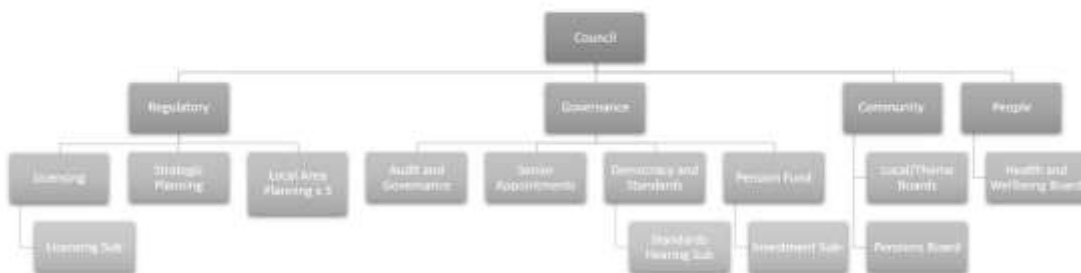 Council
Regulatory
Governance
Community
People
Licensing
Strategic
Planning
Local Area
Planning x 5
Audit and
Governance
Senior
Appointments
Democracy and
Standards
Pension Fund
Local/Theme
Boards
Health and
Wellbeing Board
Licensing Sub
Standards
Hearing Sub
Investment Sub
Pensions Board